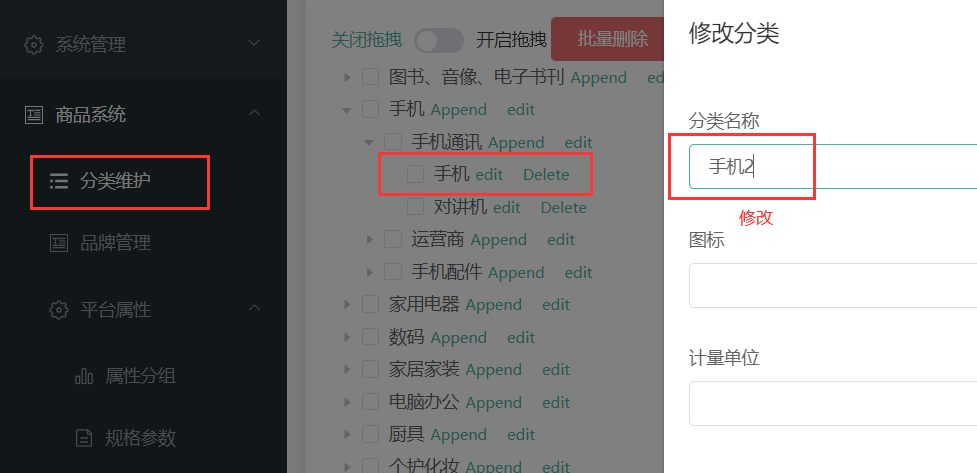 系统管理
商品系统
分类维护
品牌管理
平台属性
属性分组
规格参数
关闭拖拽 开启拖拽 批量删除
图书、音像、电子书刊 Append ed
手机 Append edit
手机通讯 Append edit
手机 edit Delete
对讲机 edit Delete
运营商 Append edit
手机配件 Append edit
家用电器 Append edit
数码 Append edit
家居家装 Append edit
电脑办公 Append edit
厨具 Append edit
个护化妆 Append edit
修改分类
分类名称
手机2
修改
图标
计量单位